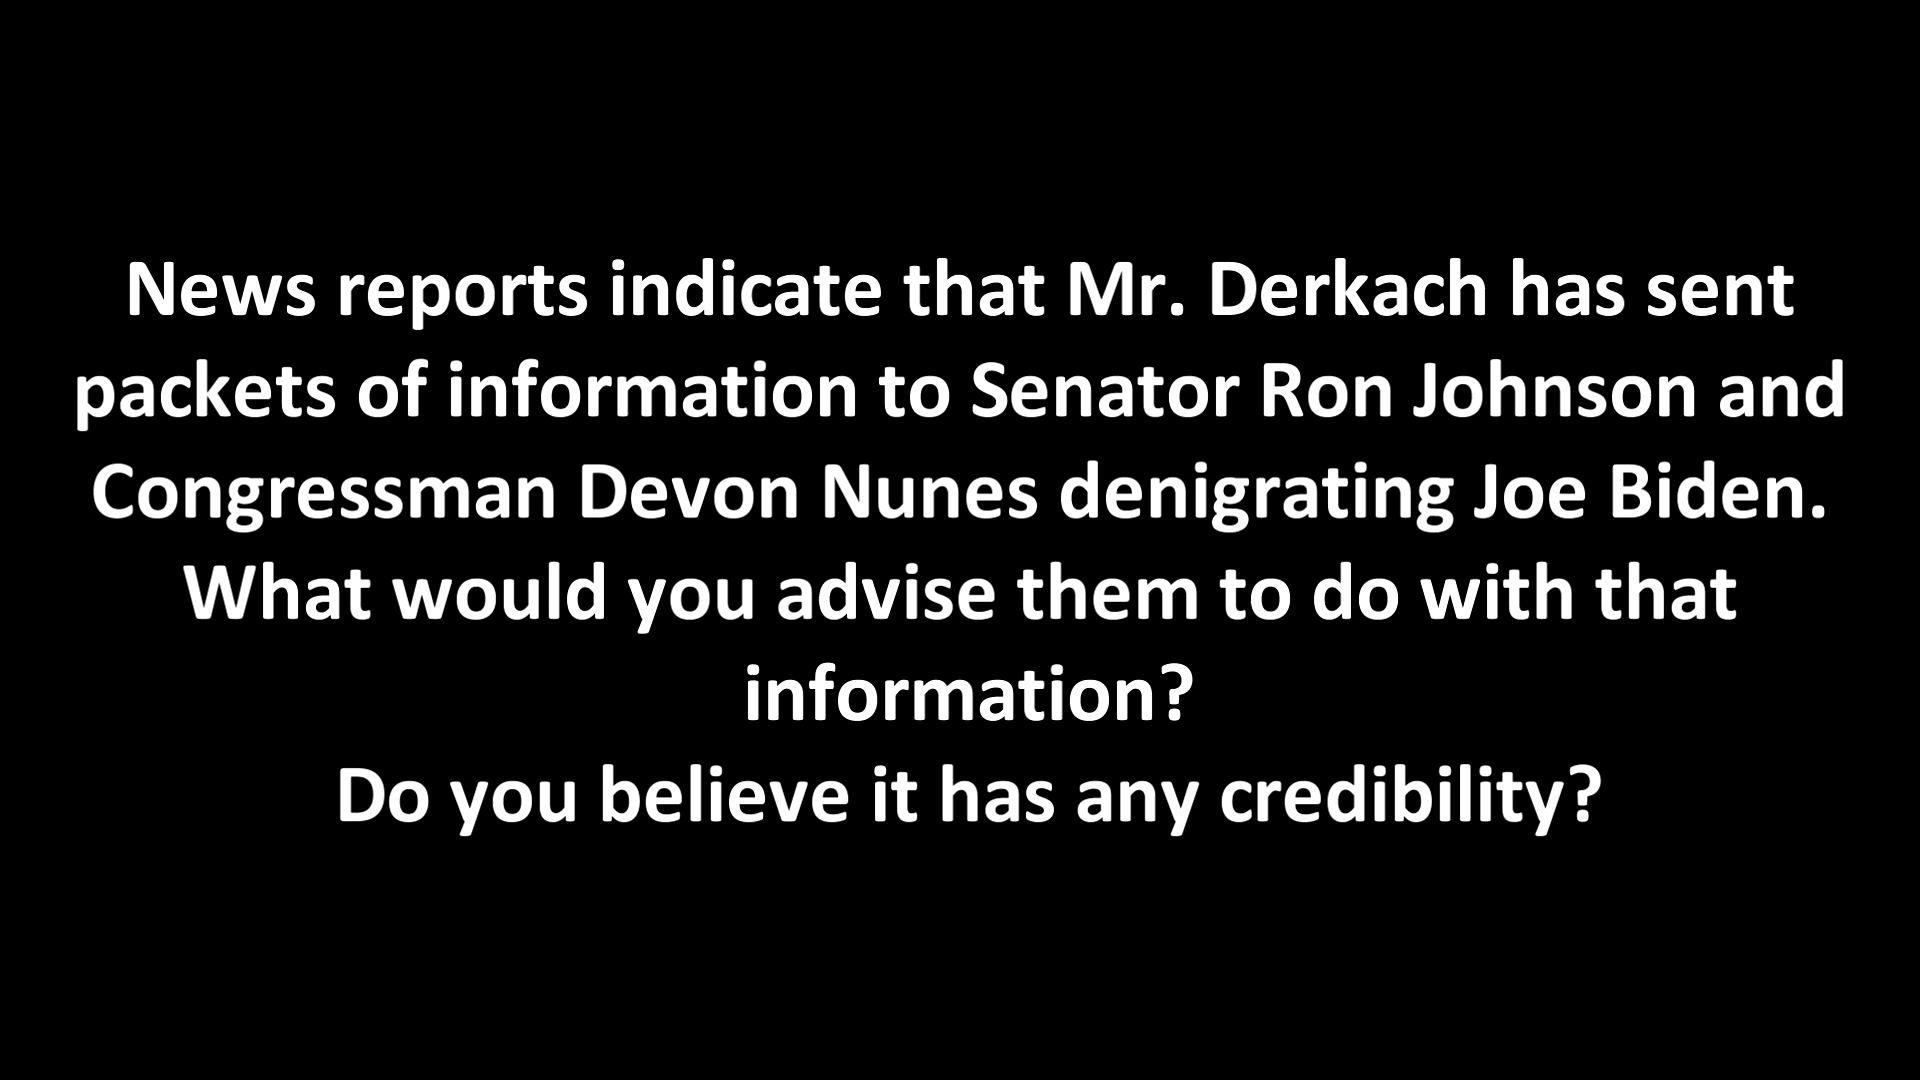 News reports indicate that Mr. Derkach has sent
packets of information to Senator Ron Johnson and
Congressman Devon Nunes denigrating Joe Biden.
What would you advise them to do with that
information?
Do you believe it has any credibility?